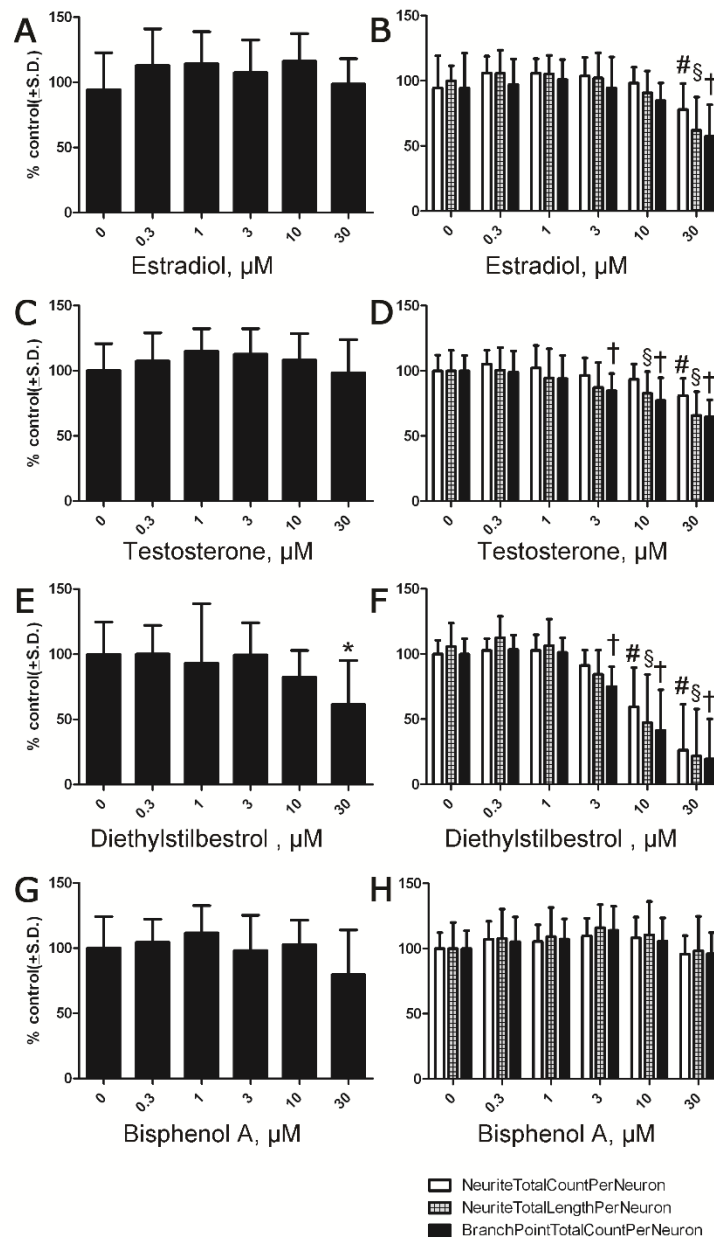 A
% control(±S.D.)
150
100
50
0
0 0.3 1 3 10 30
Estradiol, µM
B
150
100
50
0
# § †
0 0.3 1 3 10 30
Estradiol, µM
C
% control(±S.D.)
150
100
50
0
0 0.3 1 3 10 30
Testosterone, µM
D
150
100
50
0
† § † # § †
0 0.3 1 3 10 30
Testosterone, µM
E
% control(±S.D.)
150
100
50
0
*
0 0.3 1 3 10 30
Diethylstilbestrol , µM
F
150
100
50
0
† # § † # § †
0 0.3 1 3 10 30
Diethylstilbestrol , µM
G
% control(±S.D.)
150
100
50
0
0 0.3 1 3 10 30
Bisphenol A, µM
H
150
100
50
0
0 0.3 1 3 10 30
Bisphenol A, µM
NeuriteTotalCountPerNeuron
NeuriteTotalLengthPerNeuron
BranchPointTotalCountPerNeuron